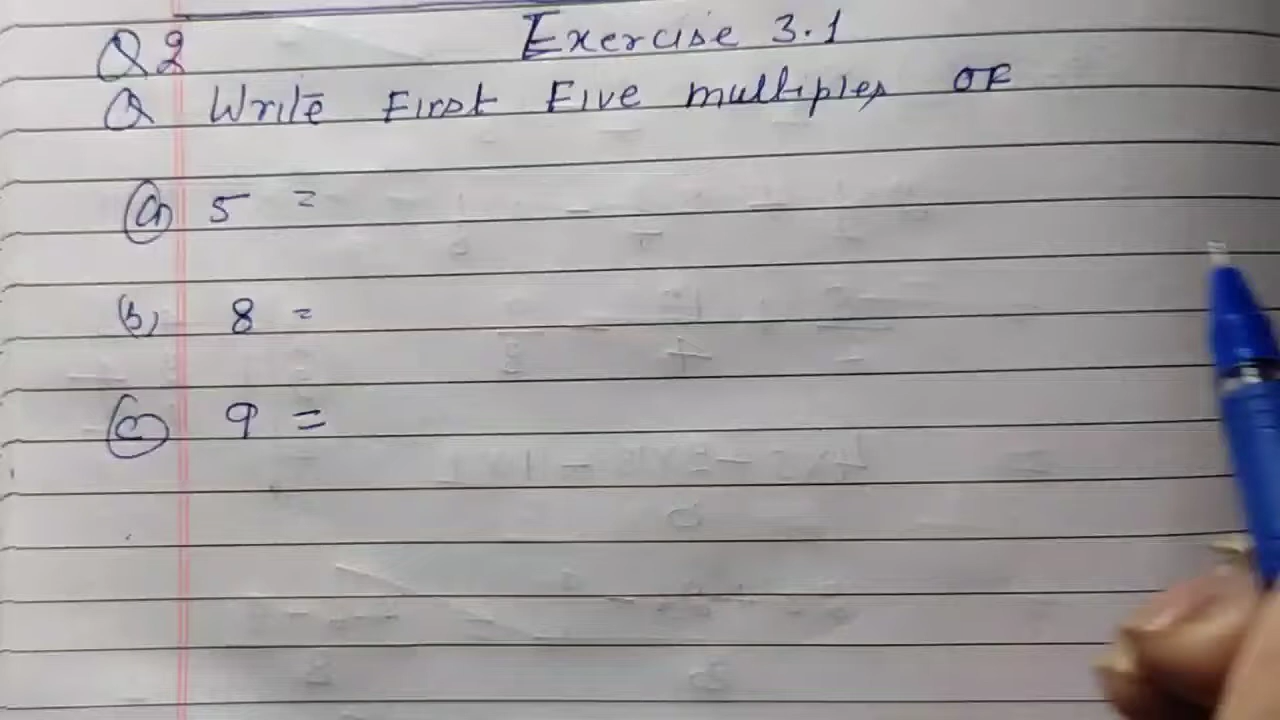 Exercise 3.1
Q2
Q Write First Five multiples OF
(a) 5 =
(b) 8 =
(c) 9 =